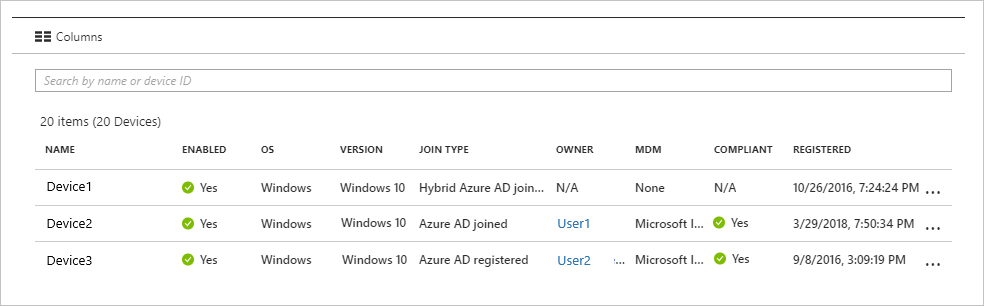 Columns
Search by name or device ID
20 items (20 Devices)
NAME ENABLED OS VERSION JOIN TYPE OWNER MDM COMPLIANT REGISTERED
Device1 Yes Windows Windows 10 Hybrid Azure AD join... N/A None N/A 10/26/2016, 7:24:24 PM ...
Device2 Yes Windows Windows 10 Azure AD joined User1 Microsoft I... Yes 3/29/2018, 7:50:34 PM ...
Device3 Yes Windows Windows 10 Azure AD registered User2 ... Microsoft I... Yes 9/8/2016, 3:09:19 PM ...